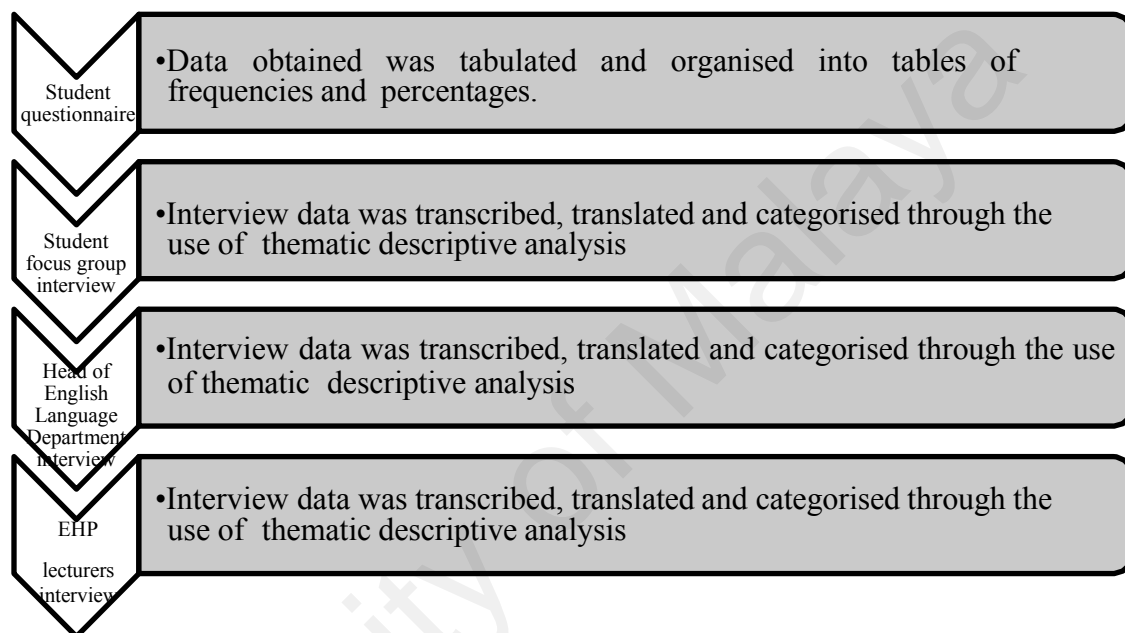 Student
questionnaire
•Data obtained was tabulated and organised into tables of
frequencies and percentages.
Student
focus group
interview
•Interview data was transcribed, translated and categorised through the
use of thematic descriptive analysis
Head of
English
Language
Department
interview
•Interview data was transcribed, translated and categorised through the use
of thematic descriptive analysis
EHP
lecturers
interview
•Interview data was transcribed, translated and categorised through the
use of thematic descriptive analysis
ity of Malaya